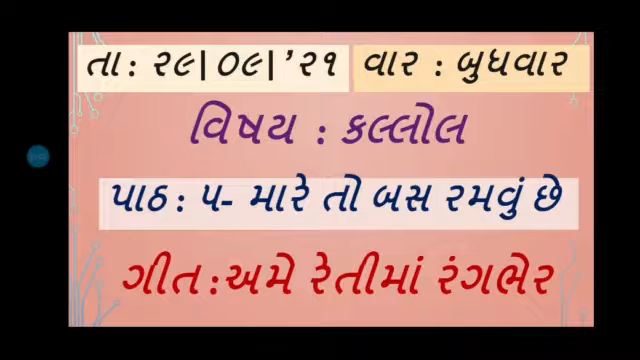 તા: ૨૯|૦૯|'૨૧ વાર : બુધવાર
વિષય : કલ્લોલ
પાઠ: ૫- મારે તો બસ રમવું છે
ગીત:અમે રેતીમાં રંગભેર